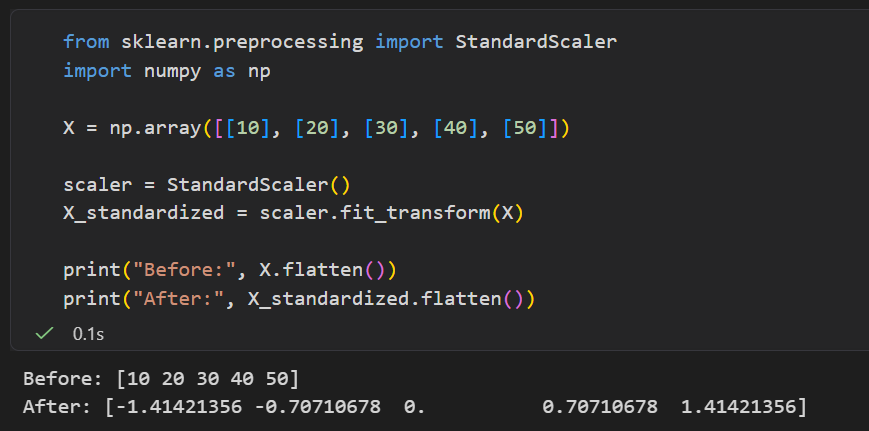 from sklearn.preprocessing import StandardScaler
import numpy as np
X = np.array([[10], [20], [30], [40], [50]])
scaler = StandardScaler()
X_standardized = scaler.fit_transform(X)
print("Before:", X.flatten())
print("After:", X_standardized.flatten())
0.1s
Before: [10 20 30 40 50]
After: [-1.41421356 -0.70710678  0.          0.70710678  1.41421356]